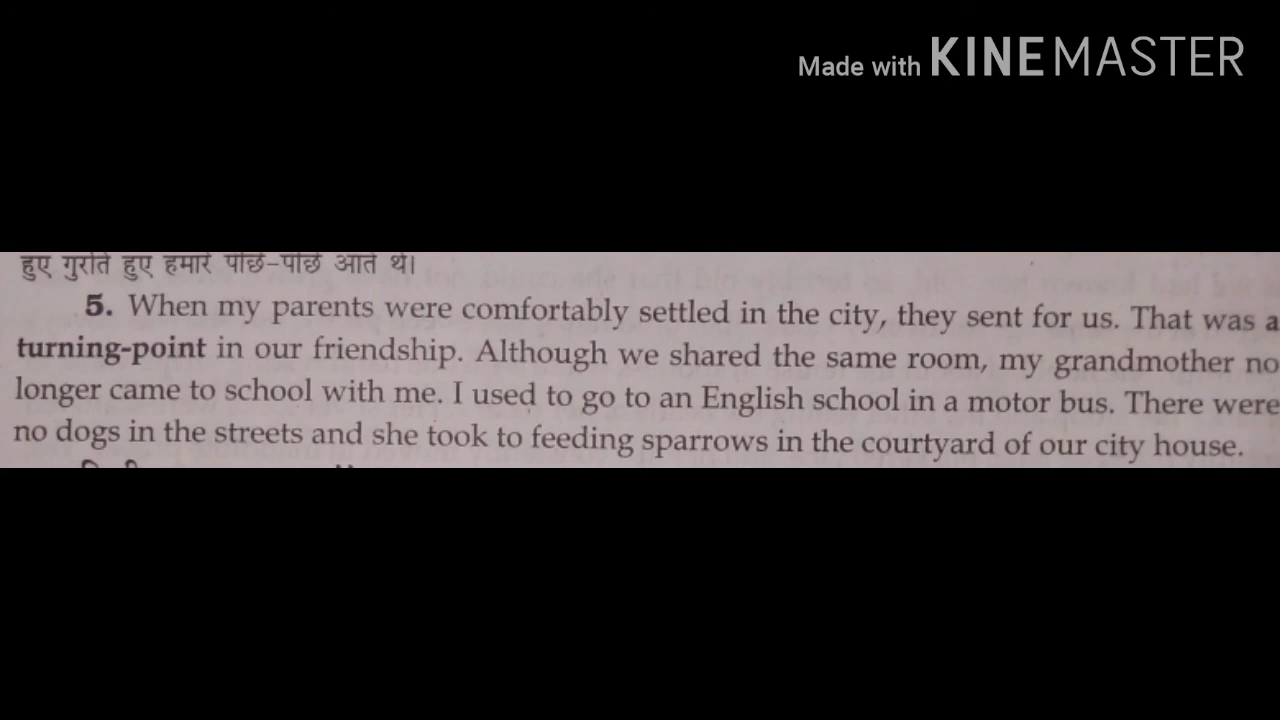 Made with KINEMASTER
हुए गुर्राते हुए हमारे पीछे-पीछे आते थे।
5. When my parents were comfortably settled in the city, they sent for us. That was a
turning-point in our friendship. Although we shared the same room, my grandmother no
longer came to school with me. I used to go to an English school in a motor bus. There were
no dogs in the streets and she took to feeding sparrows in the courtyard of our city house.